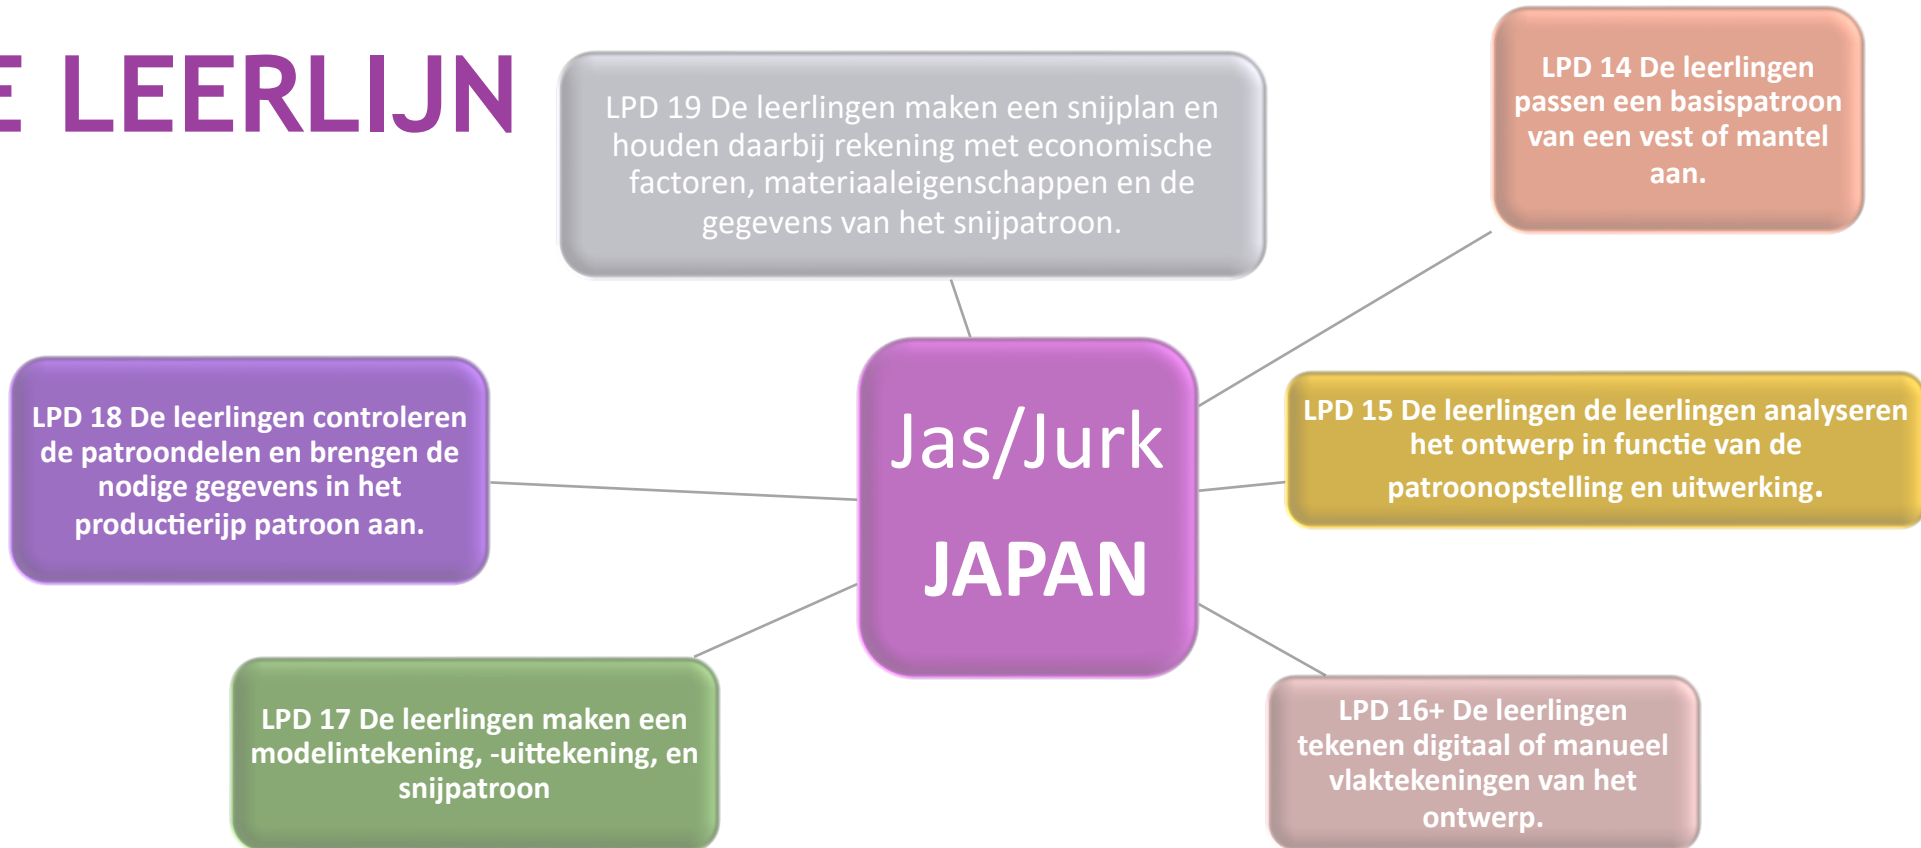 E LEERLIJN
LPD 19 De leerlingen maken een snijplan en
houden daarbij rekening met economische
factoren, materiaaleigenschappen en de
gegevens van het snijpatroon.
LPD 14 De leerlingen
passen een basispatroon
van een vest of mantel
aan.
LPD 18 De leerlingen controleren
de patroondelen en brengen de
nodige gegevens in het
productierijp patroon aan.
Jas/Jurk
JAPAN
LPD 15 De leerlingen de leerlingen analyseren
het ontwerp in functie van de
patroonopstelling en uitwerking.
LPD 17 De leerlingen maken een
modelintekening, -uittekening, en
snijpatroon
LPD 16+ De leerlingen
tekenen digitaal of manueel
vlaktekeningen van het
ontwerp.